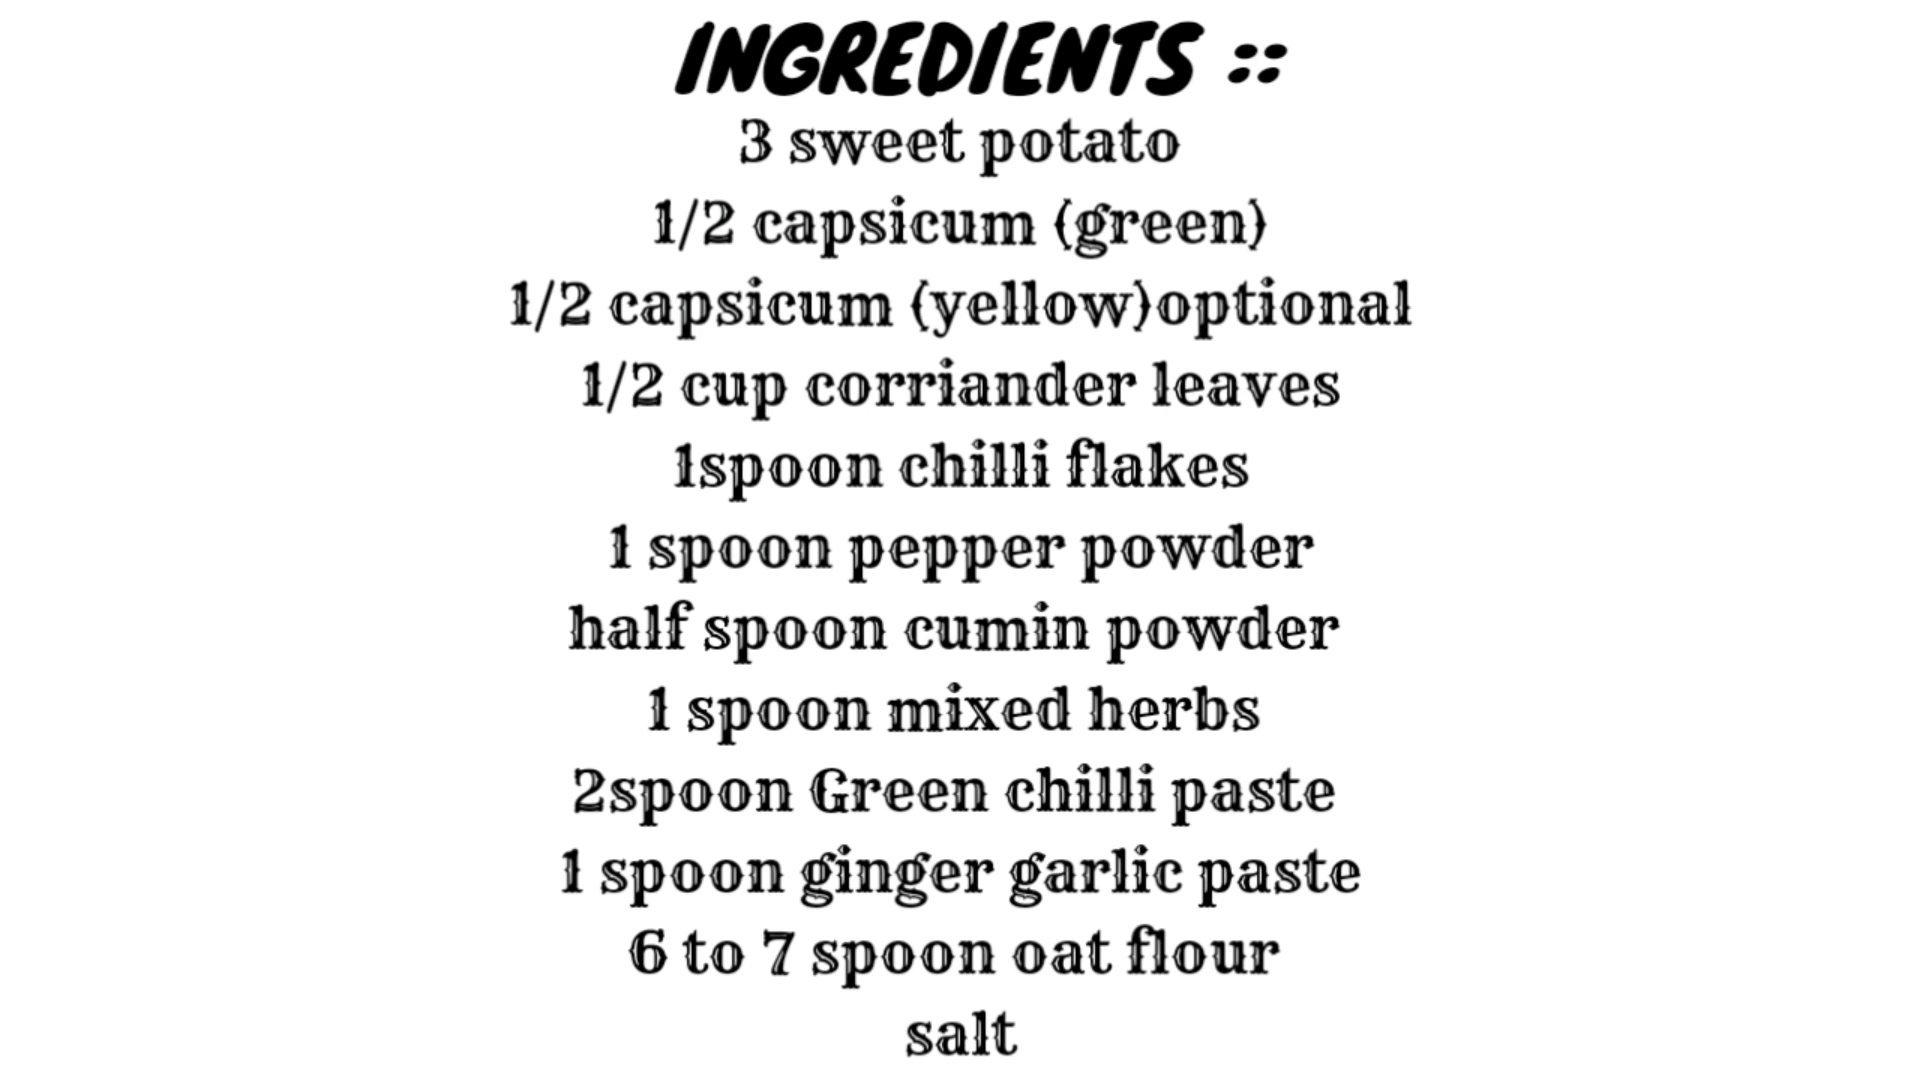 INGREDIENTS ::
3 sweet potato
1/2 capsicum (green)
1/2 capsicum (yellow)optional
1/2 cup corriander leaves
1spoon chilli flakes
1 spoon pepper powder
half spoon cumin powder
1 spoon mixed herbs
2spoon Green chilli paste
1 spoon ginger garlic paste
6 to 7 spoon oat flour
salt